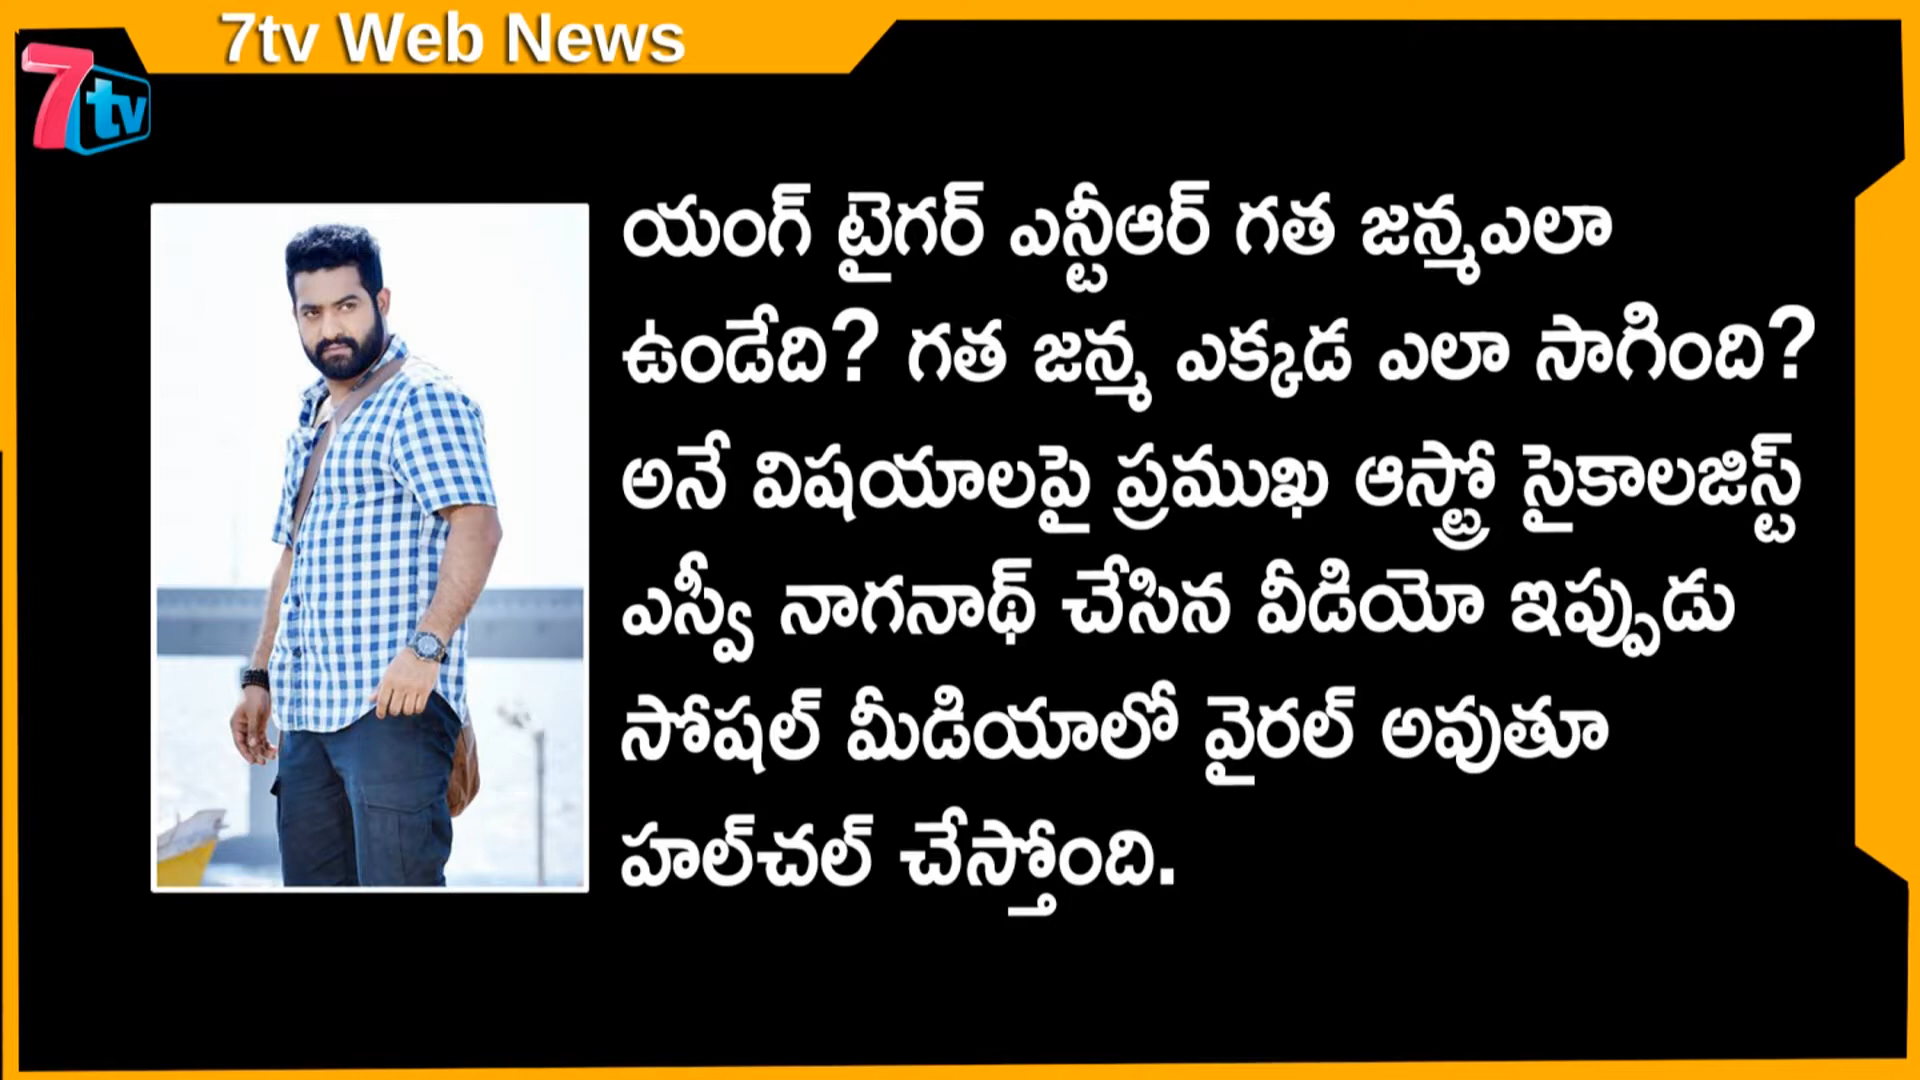 7tv Web News
7tv
యంగ్ టైగర్ ఎన్టీఆర్ గత జన్మఎలా
ఉండేది? గత జన్మ ఎక్కడ ఎలా సాగింది?
అనే విషయాలపై ప్రముఖ ఆస్ట్రో సైకాలజిస్ట్
ఎస్వీ నాగనాథ్ చేసిన వీడియో ఇప్పుడు
సోషల్ మీడియాలో వైరల్ అవుతూ
హల్‌చల్ చేస్తోంది.